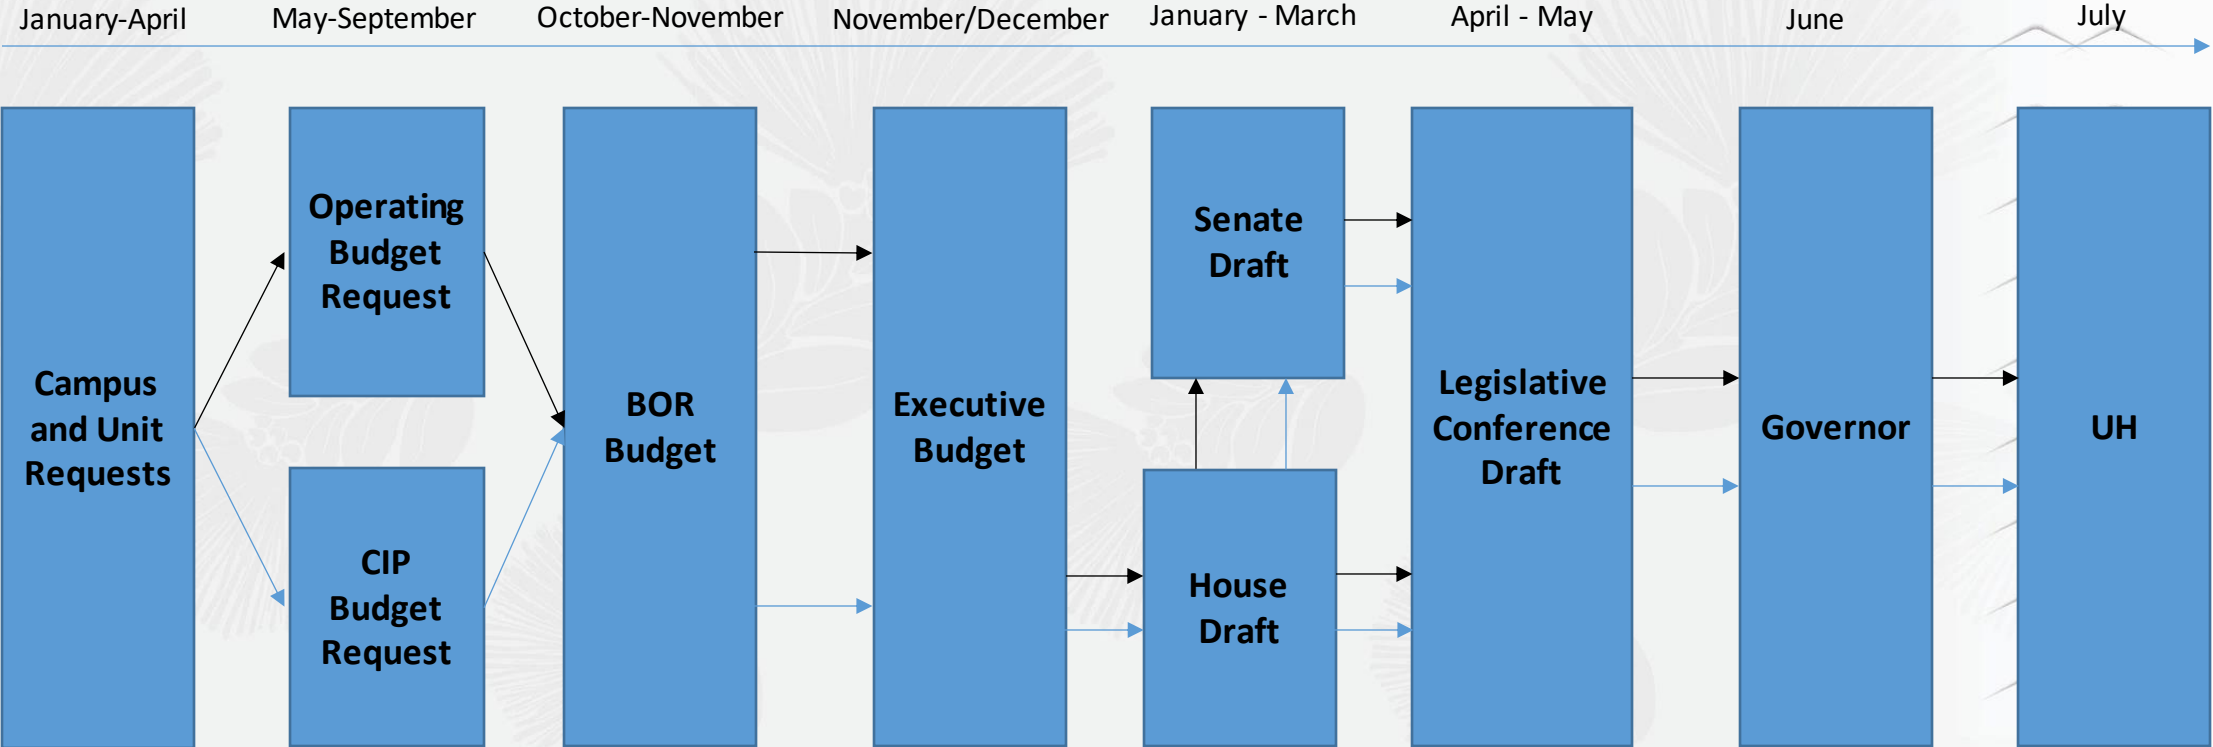 January-April
May-September
October-November
November/December
January - March
April - May
June
July
Campus
and Unit
Requests
Operating
Budget
Request
CIP
Budget
Request
BOR
Budget
Executive
Budget
Senate
Draft
House
Draft
Legislative
Conference
Draft
Governor
UH